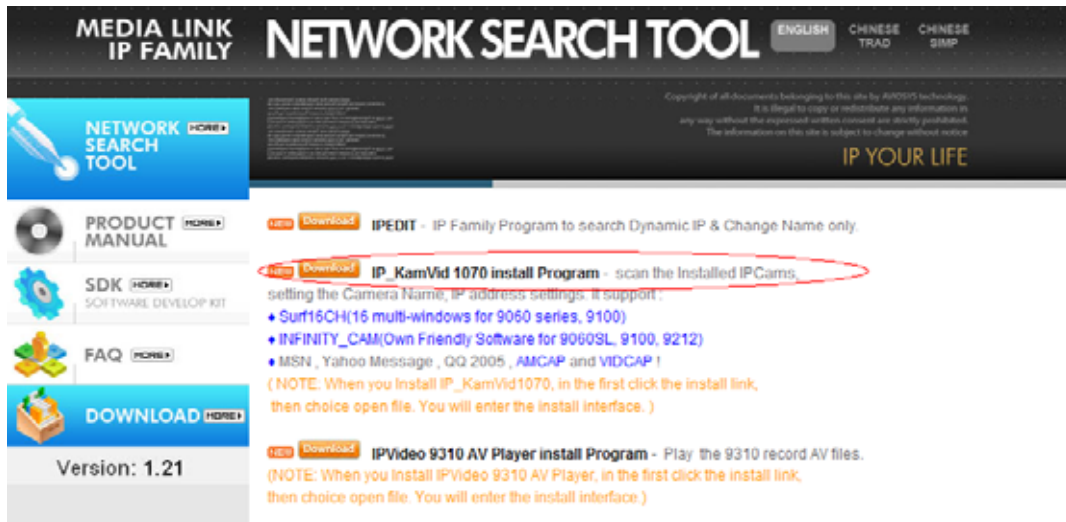 MEDIA LINK
IP FAMILY
NETWORK SEARCH TOOL
ENGLISH
CHINESE
TRAD
CHINESE
SIMP
Copyright of all documents belonging to this site by AVIOSYS technology.
It is illegal to copy or redistribute any information in
any way without the expressed written consent are strictly prohibited.
The information on this site is subject to change without notice
IP YOUR LIFE
NETWORK MORE
SEARCH
TOOL
PRODUCT MORE
MANUAL
SDK MORE
SOFTWARE DEVELOP KIT
FAQ MORE
DOWNLOAD MORE
Version: 1.21
NEW Download IPEDIT - IP Family Program to search Dynamic IP & Change Name only.
NEW Download IP_KamVid 1070 install Program - scan the Installed IPCams,
setting the Camera Name, IP address settings. It support :
♦ Surf16CH(16 multi-windows for 9060 series, 9100)
♦ INFINITY_CAM(Own Friendly Software for 9060SL, 9100, 9212)
♦ MSN , Yahoo Message , QQ 2005 , AMCAP and VIDCAP !
( NOTE: When you Install IP_KamVid1070, in the first click the install link,
then choice open file. You will enter the install interface. )
NEW Download IPVideo 9310 AV Player install Program - Play the 9310 record AV files.
(NOTE: When you Install IPVideo 9310 AV Player, in the first click the install link,
then choice open file. You will enter the install interface.)